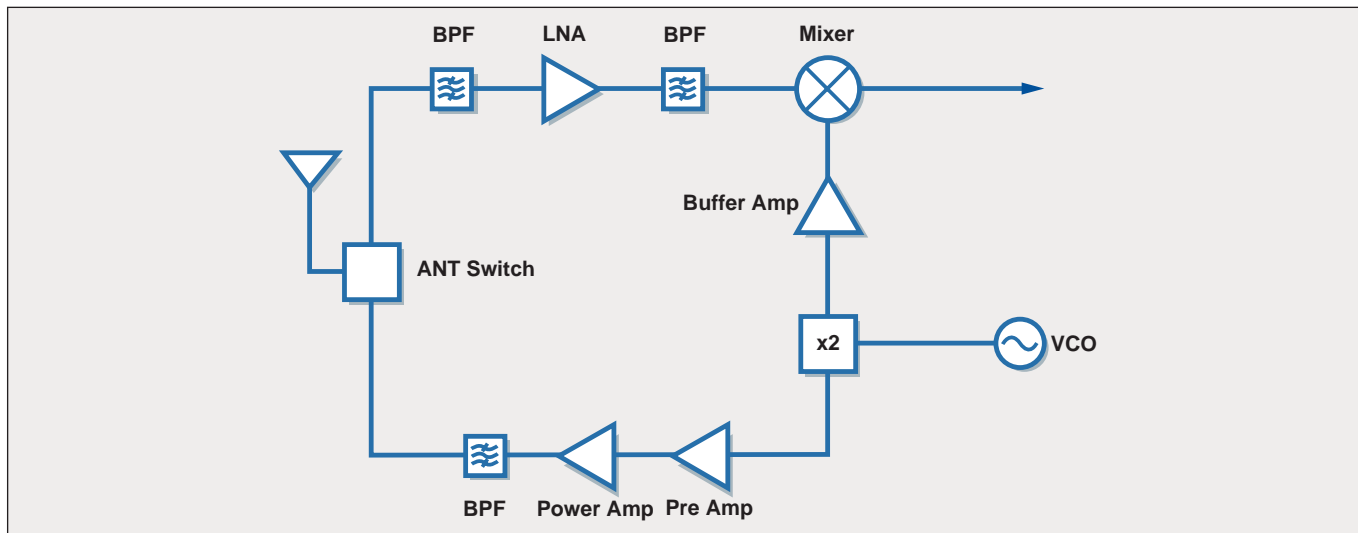 BPF
LNA
BPF
Mixer
Buffer Amp
ANT Switch
x2
VCO
BPF
Power Amp
Pre Amp